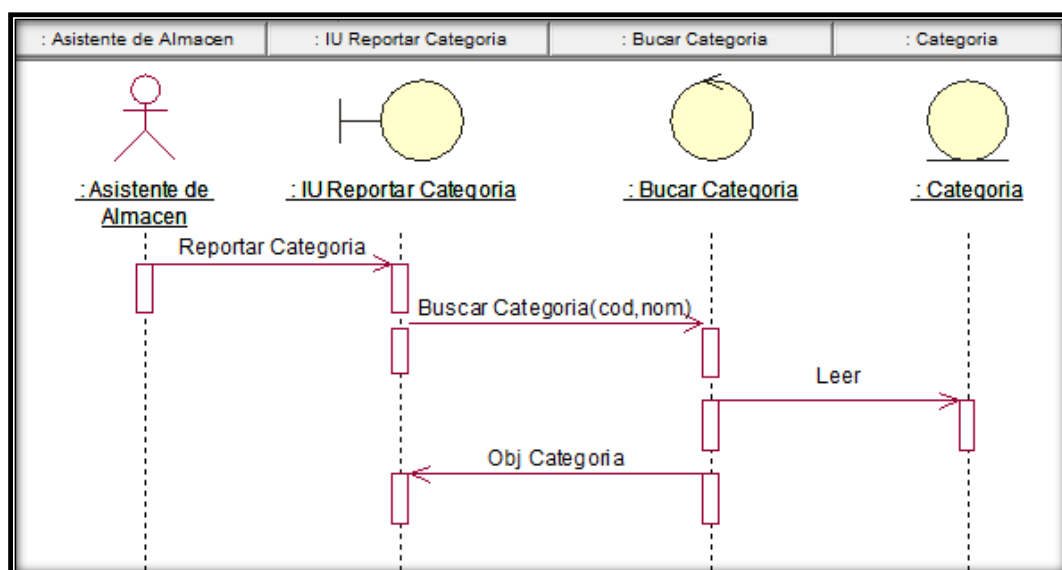 : Asistente de Almacen
: IU Reportar Categoria
: Bucar Categoria
: Categoria
: Asistente de
Almacen
: IU Reportar Categoria
: Bucar Categoria
: Categoria
Reportar Categoria
Buscar Categoria(cod,nom.)
Leer
Obj Categoria